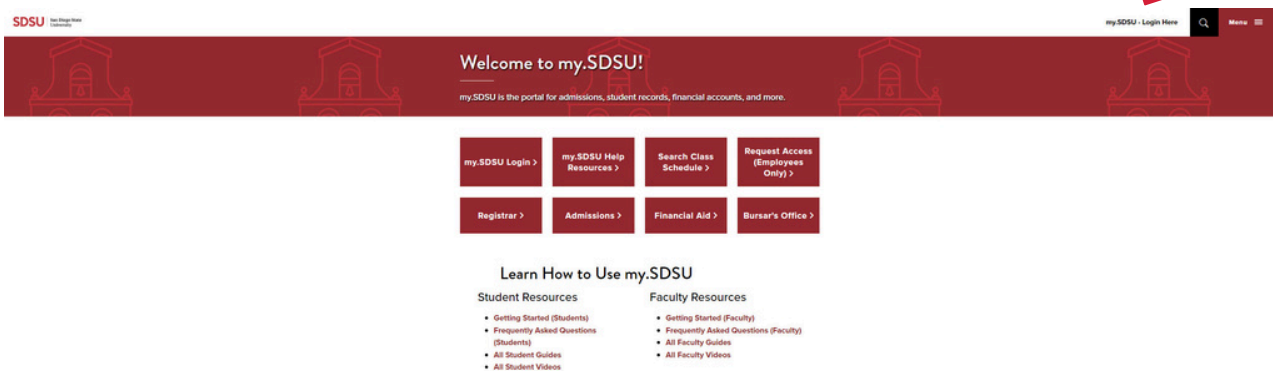 SDSU San Diego State
University
my.SDSU - Login Here
Menu
Welcome to my.SDSU!
my.SDSU is the portal for admissions, student records, financial accounts, and more.
my.SDSU Login >
my.SDSU Help
Resources >
Search Class
Schedule >
Request Access
(Employees
Only) >
Registrar >
Admissions >
Financial Aid >
Bursar's Office >
Learn How to Use my.SDSU
Student Resources
• Getting Started (Students)
• Frequently Asked Questions
(Students)
• All Student Guides
• All Student Videos
Faculty Resources
• Getting Started (Faculty)
• Frequently Asked Questions (Faculty)
• All Faculty Guides
• All Faculty Videos